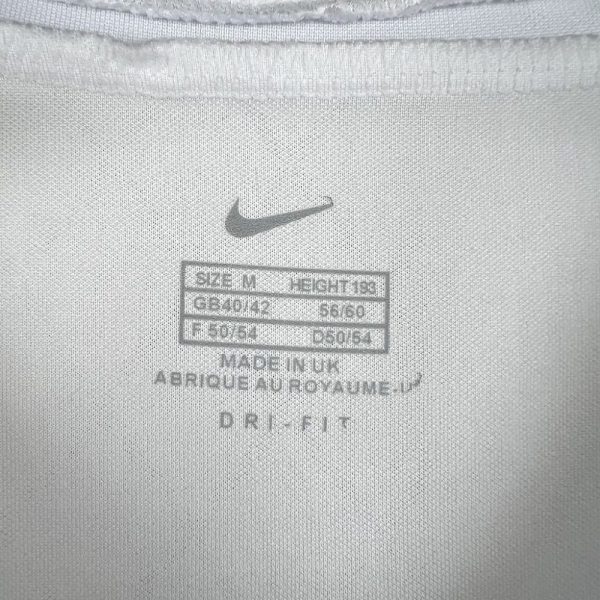 SIZE M HEIGHT 193
GB40/42 56/60
F 50/54 D50/54
MADE IN UK
ABRIQUE AU ROYAUME-U
DRI-FIT